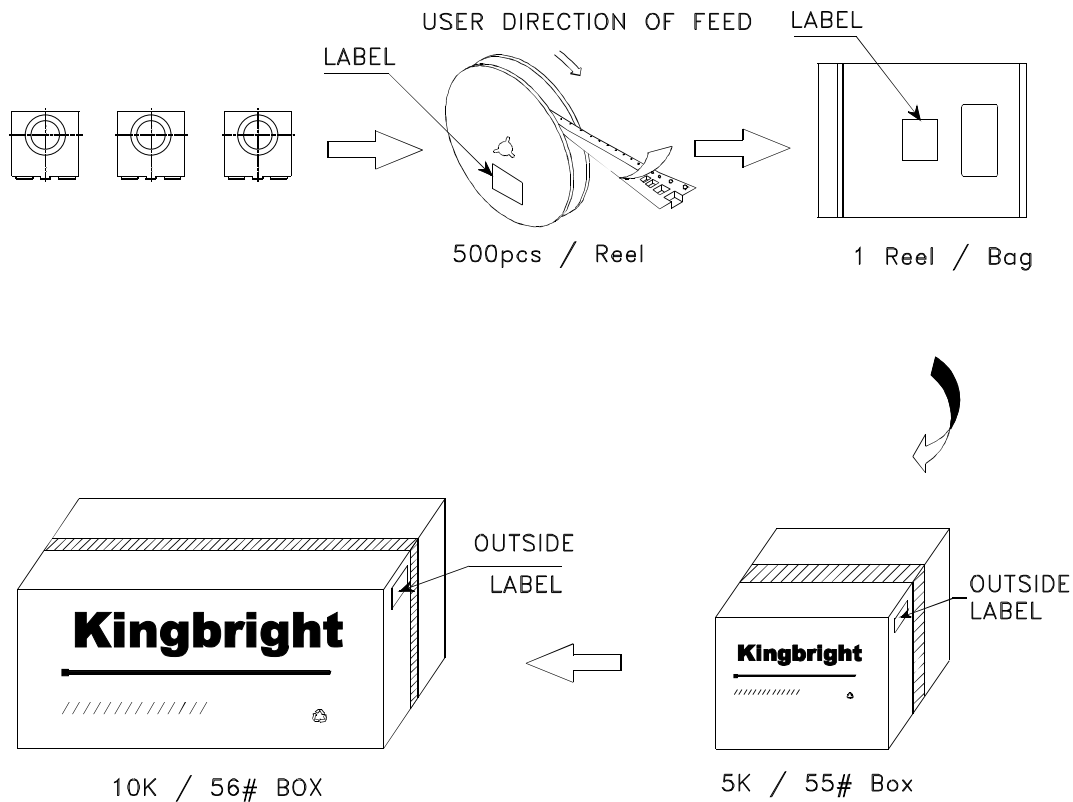 USER DIRECTION OF FEED
LABEL
LABEL
500pcs / Reel
1 Reel / Bag
OUTSIDE
LABEL
Kingbright
10K / 56# BOX
OUTSIDE
LABEL
Kingbright
5K / 55# Box